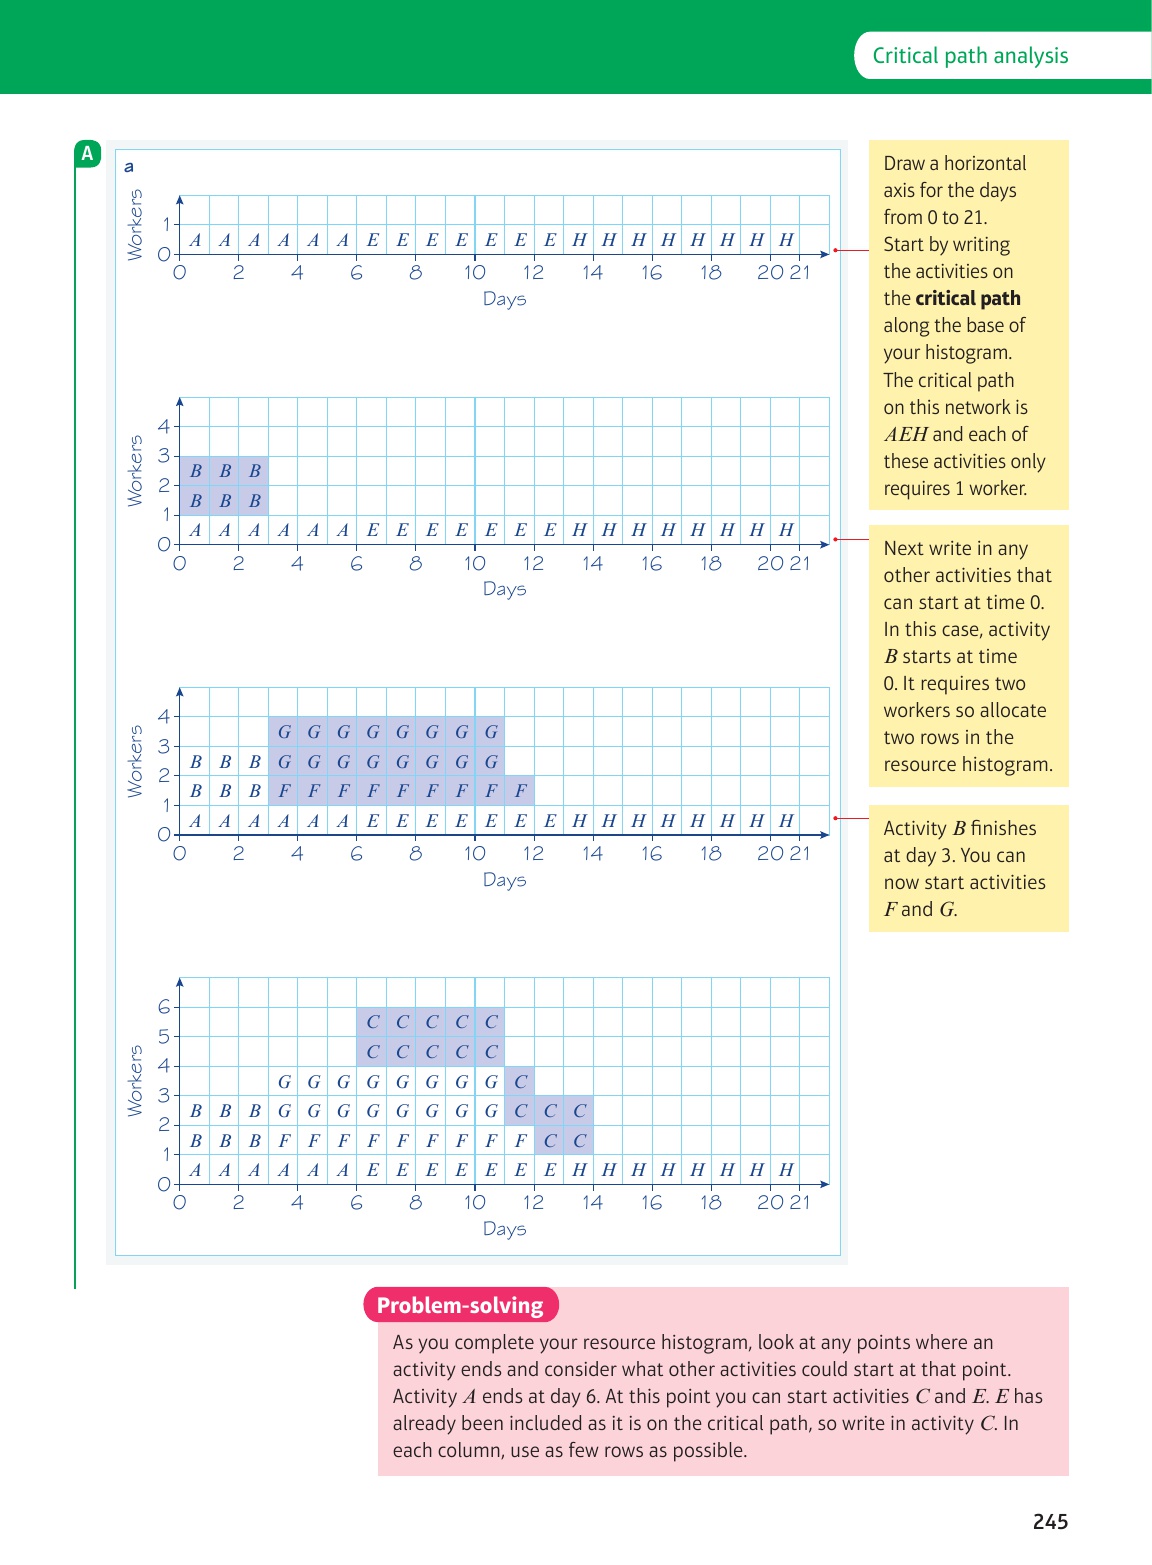 Critical path analysis
A
a
Workers
1
A A A A A A E E E E E E E H H H H H H H H
0
0 2 4 6 8 10 12 14 16 18 20 21
Days
Draw a horizontal
axis for the days
from 0 to 21.
Start by writing
the activities on
the critical path
along the base of
your histogram.
The critical path
on this network is
AEH and each of
these activities only
requires 1 worker.
Workers
4
3
B B B
2
B B B
1
A A A A A A E E E E E E E H H H H H H H H
0
0 2 4 6 8 10 12 14 16 18 20 21
Days
Next write in any
other activities that
can start at time 0.
In this case, activity
B starts at time
0. It requires two
workers so allocate
two rows in the
resource histogram.
Workers
4
G G G G G G G G
3
B B B G G G G G G G G
2
B B B F F F F F F F F F
1
A A A A A A E E E E E E E H H H H H H H H
0
0 2 4 6 8 10 12 14 16 18 20 21
Days
Activity B finishes
at day 3. You can
now start activities
F and G.
Workers
6
C C C C C
5
C C C C C
4
G G G G G G G G C
3
B B B G G G G G G G G C C C
2
B B B F F F F F F F F F C C
1
A A A A A A E E E E E E E H H H H H H H H
0
0 2 4 6 8 10 12 14 16 18 20 21
Days
Problem-solving
As you complete your resource histogram, look at any points where an
activity ends and consider what other activities could start at that point.
Activity A ends at day 6. At this point you can start activities C and E. E has
already been included as it is on the critical path, so write in activity C. In
each column, use as few rows as possible.
245